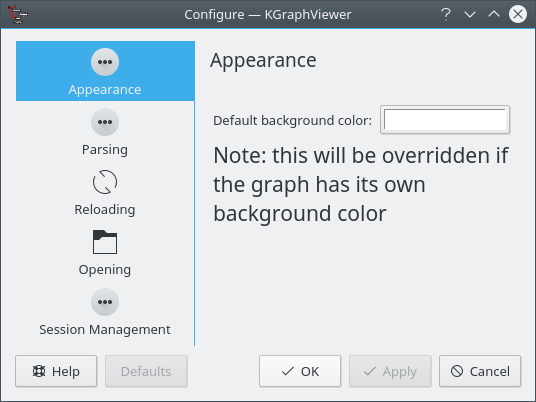 Configure — KGraphViewer
Appearance
Parsing
Reloading
Opening
Session Management
Appearance
Default background color:
Note: this will be overridden if
the graph has its own
background color
Help
Defaults
OK
Apply
Cancel